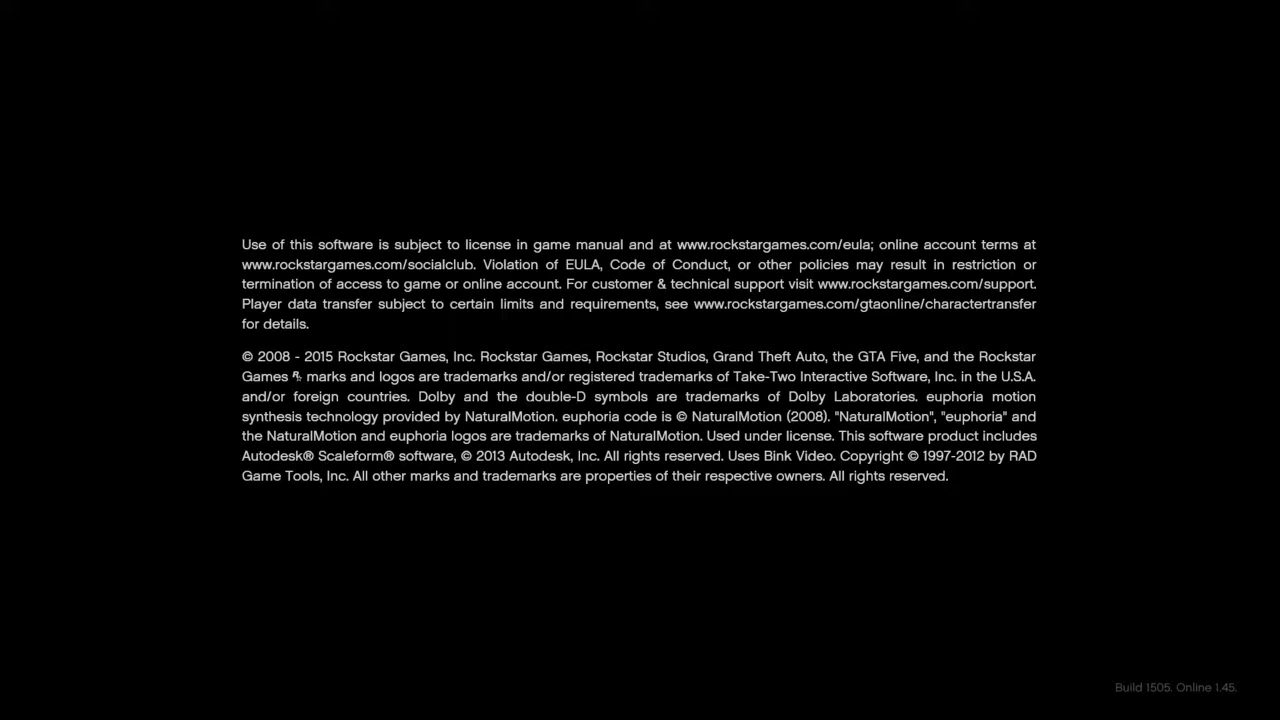 Use of this software is subject to license in game manual and at www.rockstargames.com/eula; online account terms at
www.rockstargames.com/socialclub. Violation of EULA, Code of Conduct, or other policies may result in restriction or
termination of access to game or online account. For customer & technical support visit www.rockstargames.com/support.
Player data transfer subject to certain limits and requirements, see www.rockstargames.com/gtaonline/charactertransfer
for details.
© 2008 - 2015 Rockstar Games, Inc. Rockstar Games, Rockstar Studios, Grand Theft Auto, the GTA Five, and the Rockstar
Games R* marks and logos are trademarks and/or registered trademarks of Take-Two Interactive Software, Inc. in the U.S.A.
and/or foreign countries. Dolby and the double-D symbols are trademarks of Dolby Laboratories. euphoria motion
synthesis technology provided by NaturalMotion. euphoria code is © NaturalMotion (2008). "NaturalMotion", "euphoria" and
the NaturalMotion and euphoria logos are trademarks of NaturalMotion. Used under license. This software product includes
Autodesk® Scaleform® software, © 2013 Autodesk, Inc. All rights reserved. Uses Bink Video. Copyright © 1997-2012 by RAD
Game Tools, Inc. All other marks and trademarks are properties of their respective owners. All rights reserved.
Build 1505. Online 1.45.